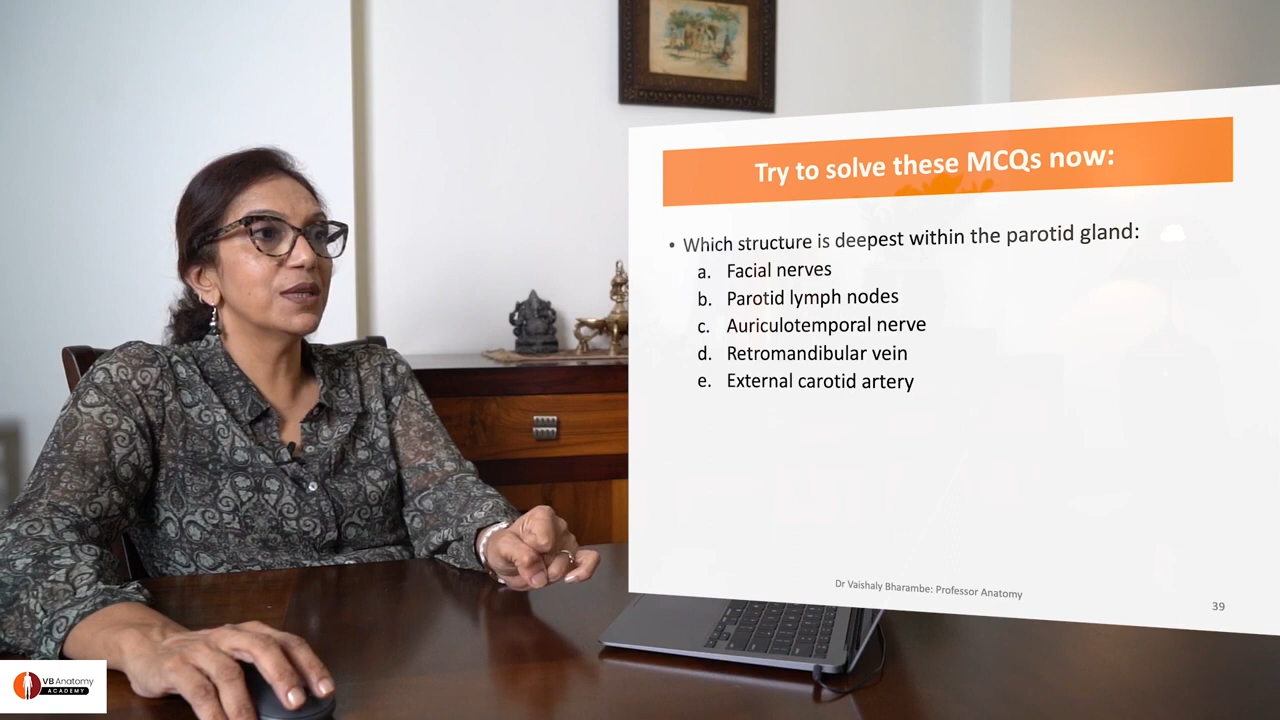 Try to solve these MCQs now:
• Which structure is deepest within the parotid gland:
a. Facial nerves
b. Parotid lymph nodes
c. Auriculotemporal nerve
d. Retromandibular vein
e. External carotid artery
Dr Vaishaly Bharambe: Professor Anatomy
39
VB Anatomy
ACADEMY